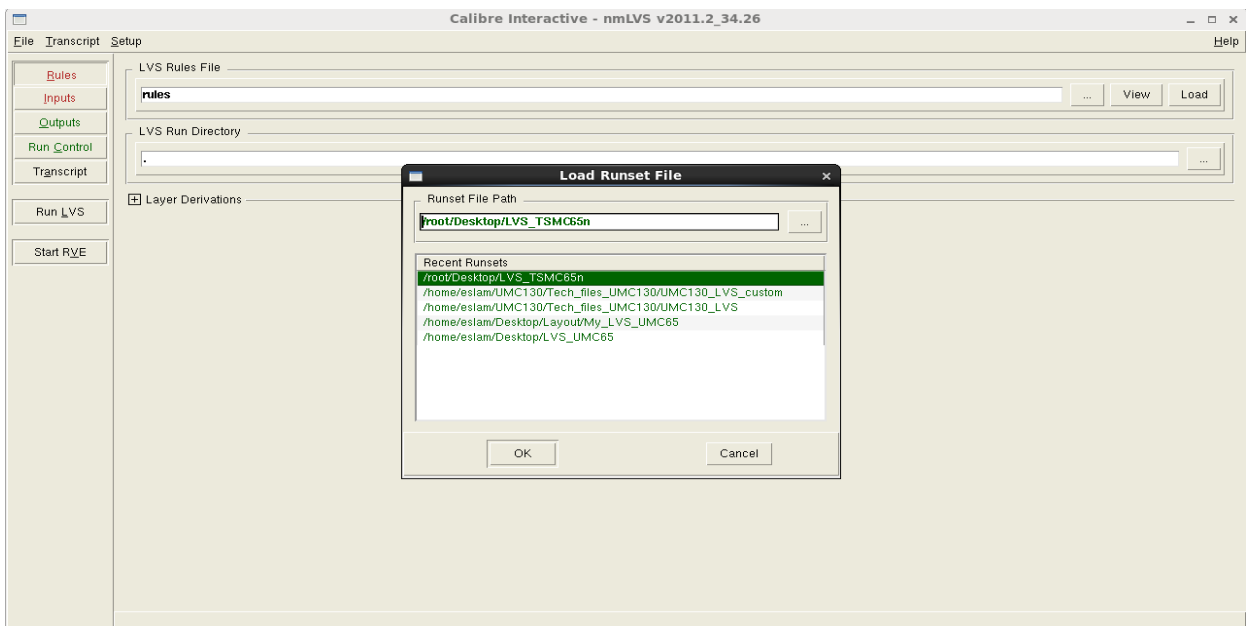 Calibre Interactive - nmLVS v2011.2_34.26
File Transcript Setup Help
Rules
Inputs
Outputs
Run Control
Transcript
Run LVS
Start RVE
LVS Rules File
rules ... View Load
LVS Run Directory
. ...
+ Layer Derivations
Load Runset File
Runset File Path
/root/Desktop/LVS_TSMC65n ...
Recent Runsets
/root/Desktop/LVS_TSMC65n
/home/eslam/UMC130/Tech_files_UMC130/UMC130_LVS_custom
/home/eslam/UMC130/Tech_files_UMC130/UMC130_LVS
/home/eslam/Desktop/Layout/My_LVS_UMC65
/home/eslam/Desktop/LVS_UMC65
OK Cancel